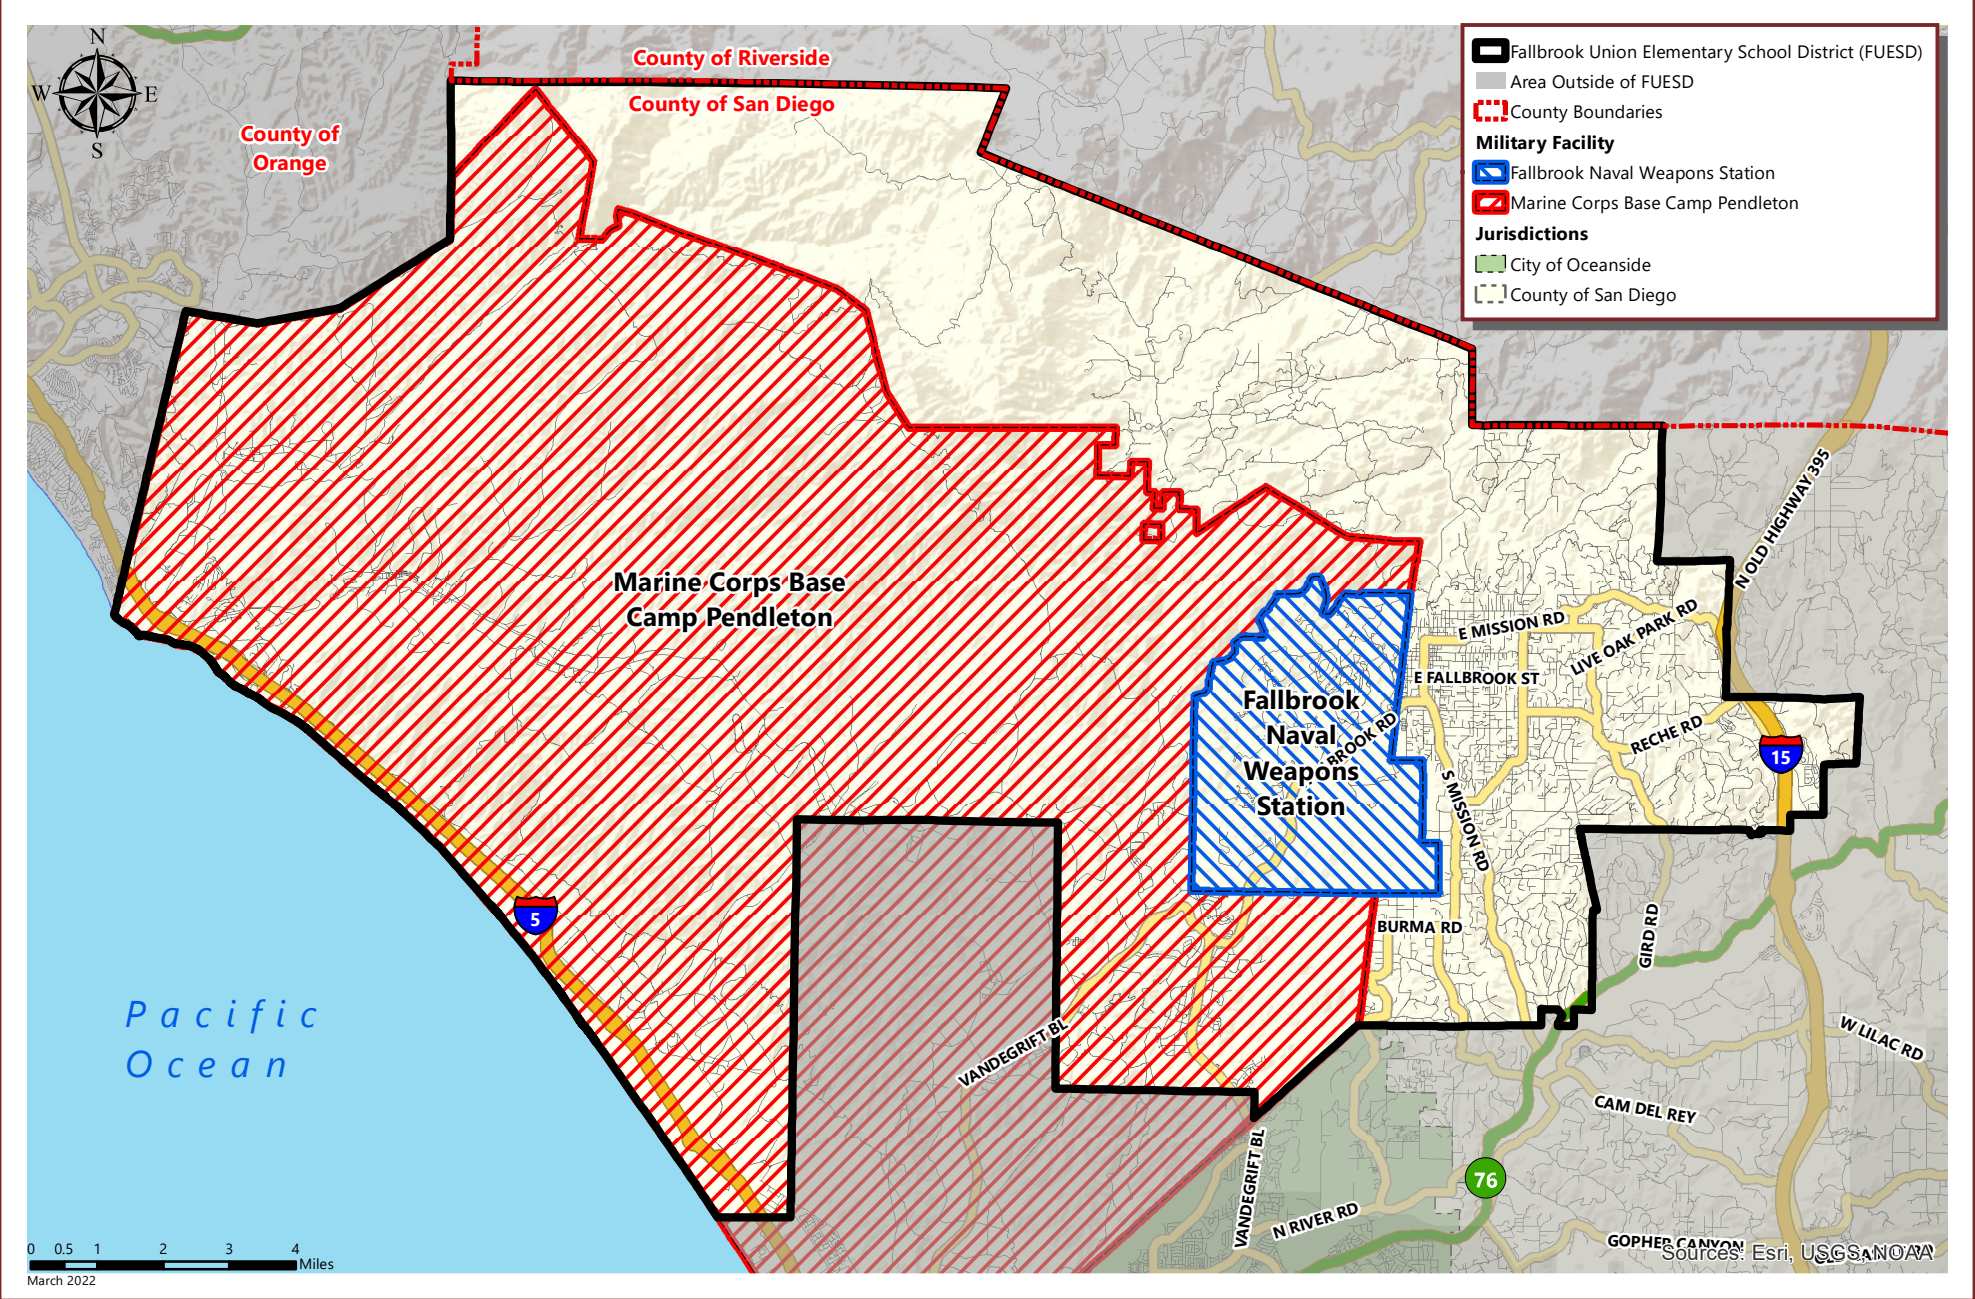 N
W
E
S
County of Riverside
County of San Diego
County of
Orange
Fallbrook Union Elementary School District (FUESD)
Area Outside of FUESD
County Boundaries
Military Facility
Fallbrook Naval Weapons Station
Marine Corps Base Camp Pendleton
Jurisdictions
City of Oceanside
County of San Diego
N OLD HIGHWAY 395
Marine Corps Base
Camp Pendleton
E MISSION RD
LIVE OAK PARK RD
E FALLBROOK ST
Fallbrook
Naval
Weapons
Station
BROOK RD
RECHE RD
15
S MISSION RD
5
BURMA RD
GIRD RD
Pacific
Ocean
VANDEGRIFT BL
W LILAC RD
CAM DEL REY
VANDEGRIFT BL
76
N RIVER RD
GOPHER CANYON
Sources: Esri, USGS, NOAA
0 0.5 1 2 3 4
Miles
March 2022